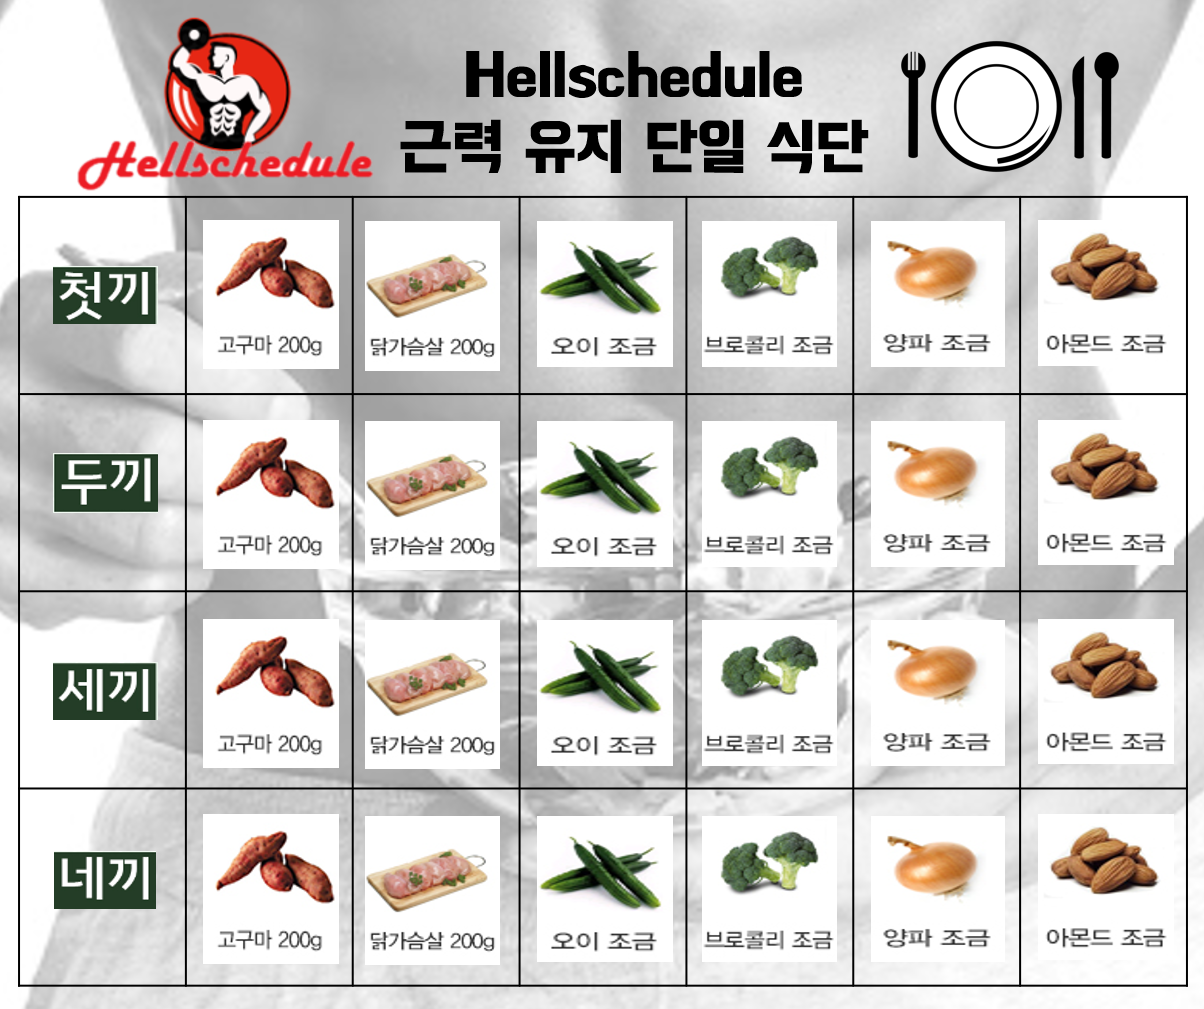 Hellschedule
Hellschedule
근력 유지 단일 식단
첫끼
고구마 200g
닭가슴살 200g
오이 조금
브로콜리 조금
양파 조금
아몬드 조금
두끼
고구마 200g
닭가슴살 200g
오이 조금
브로콜리 조금
양파 조금
아몬드 조금
세끼
고구마 200g
닭가슴살 200g
오이 조금
브로콜리 조금
양파 조금
아몬드 조금
네끼
고구마 200g
닭가슴살 200g
오이 조금
브로콜리 조금
양파 조금
아몬드 조금